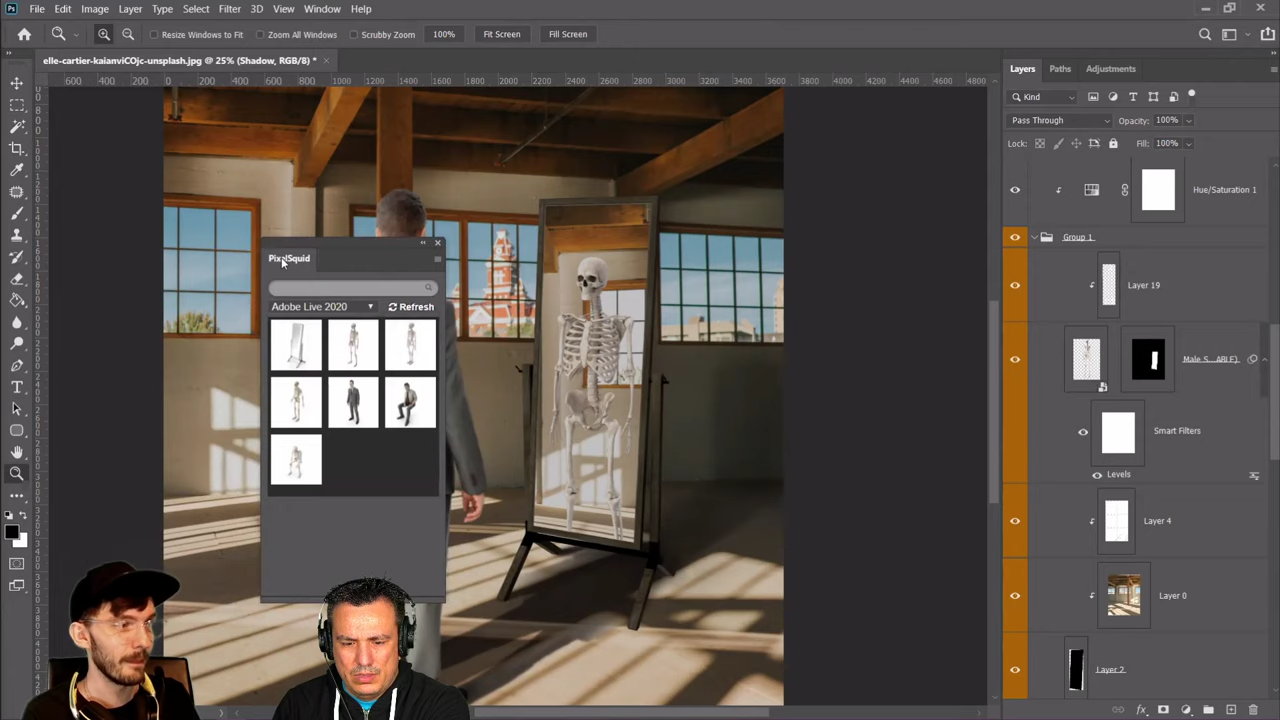 Ps File Edit Image Layer Type Select Filter 3D View Window Help
Resize Windows to Fit Zoom All Windows Scrubby Zoom 100% Fit Screen Fill Screen
elle-cartier-kaianviCOjc-unsplash.jpg @ 25% (Shadow, RGB/8) *
600 400 200 0 200 400 600 800 1000 1200 1400 1600 1800 2000 2200 2400 2600 2800 3000 3200 3400 3600 3800 4000 4200 4400 4600 4800
Layers Paths Adjustments
Kind
Pass Through Opacity: 100%
Lock: Fill: 100%
Hue/Saturation 1
Group 1
PixelSquid
Adobe Live 2020 Refresh
Layer 19
Male S...ABLE)
Smart Filters
Levels
Layer 4
Layer 0
Layer 2